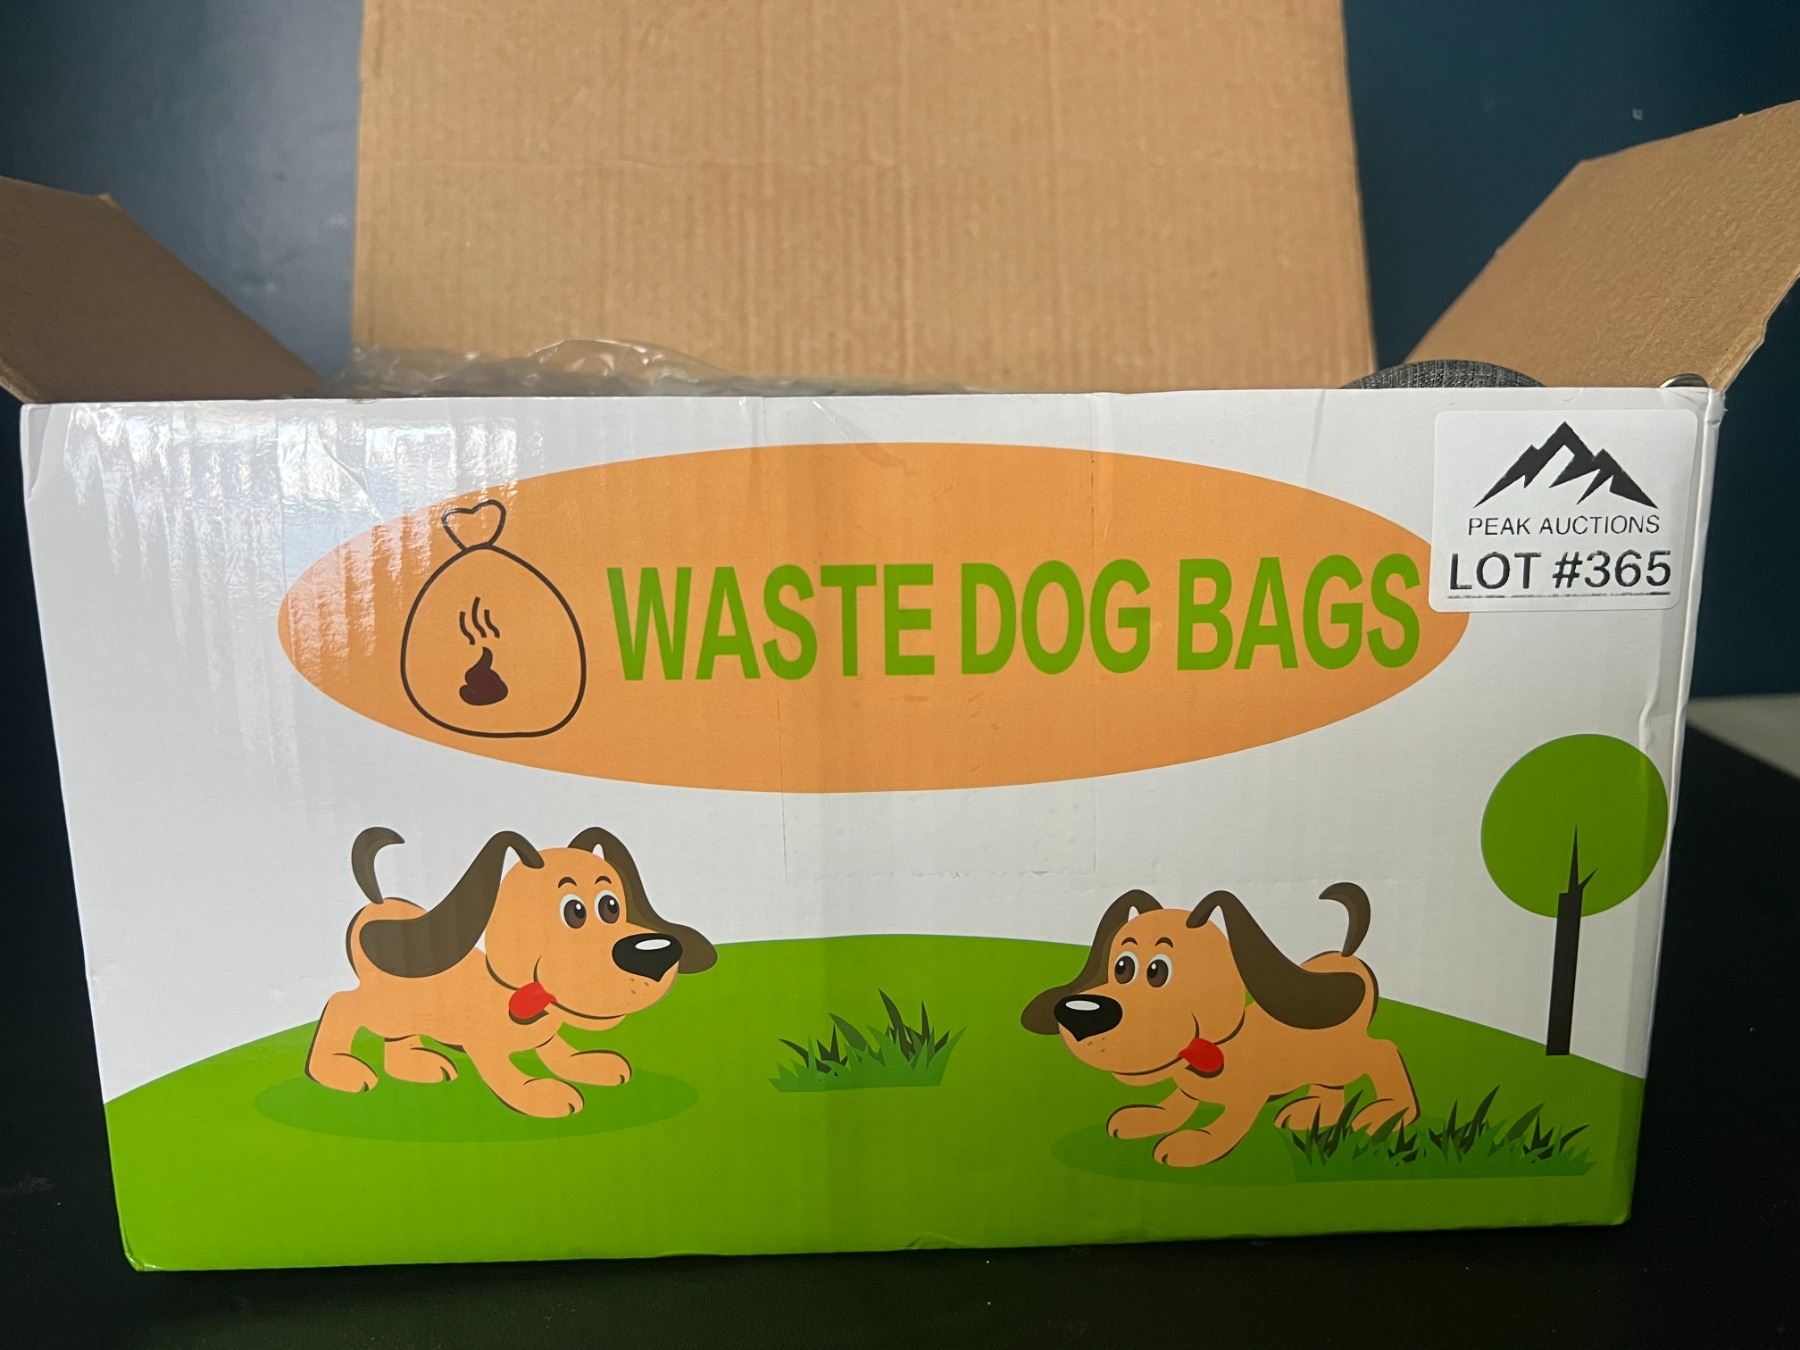 WASTE DOG BAGS
PEAK AUCTIONS
LOT #365